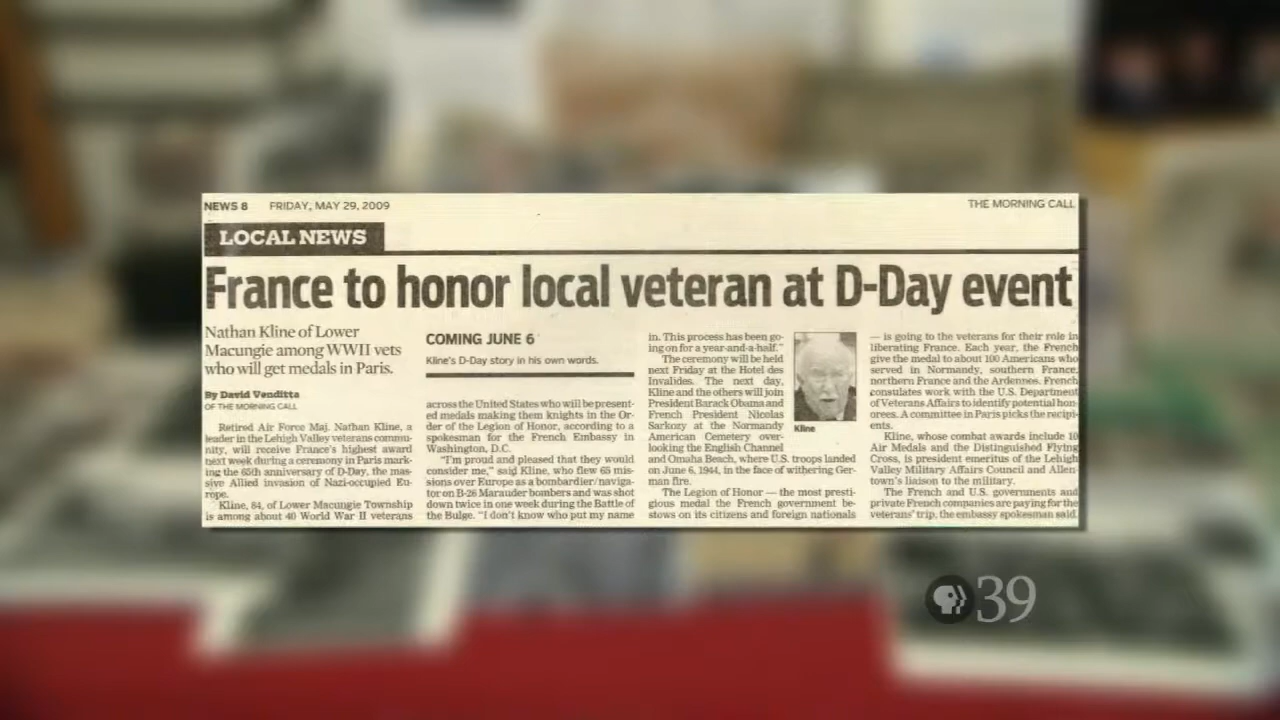 NEWS 8 FRIDAY, MAY 29, 2009 THE MORNING CALL
LOCAL NEWS
France to honor local veteran at D-Day event
Nathan Kline of Lower
Macungie among WWII vets
who will get medals in Paris.
By David Venditta
OF THE MORNING CALL
Retired Air Force Maj. Nathan Kline, a
leader in the Lehigh Valley veterans commu-
nity, will receive France's highest award
next week during a ceremony in Paris mark-
ing the 65th anniversary of D-Day, the mas-
sive Allied invasion of Nazi-occupied Eu-
rope.
Kline, 84, of Lower Macungie Township
is among about 40 World War II veterans
COMING JUNE 6
Kline's D-Day story in his own words.
across the United States who will be present-
ed medals making them knights in the Or-
der of the Legion of Honor, according to a
spokesman for the French Embassy in
Washington, D.C.
"I'm proud and pleased that they would
consider me," said Kline, who flew 65 mis-
sions over Europe as a bombardier/naviga-
tor on B-26 Marauder bombers and was shot
down twice in one week during the Battle of
the Bulge. "I don't know who put my name
in. This process has been go-
ing on for a year-and-a-half."
The ceremony will be held
next Friday at the Hotel des
Invalides. The next day,
Kline and the others will join
President Barack Obama and
French President Nicolas
Sarkozy at the Normandy
American Cemetery over-
looking the English Channel
and Omaha Beach, where U.S. troops landed
on June 6, 1944, in the face of withering Ger-
man fire.
The Legion of Honor — the most presti-
gious medal the French government be-
stows on its citizens and foreign nationals
Kline
— is going to the veterans for their role in
liberating France. Each year, the French
give the medal to about 100 Americans who
served in Normandy, southern France,
northern France and the Ardennes. French
consulates work with the U.S. Department
of Veterans Affairs to identify potential hon-
orees. A committee in Paris picks the recipi-
ents.
Kline, whose combat awards include 10
Air Medals and the Distinguished Flying
Cross, is president emeritus of the Lehigh
Valley Military Affairs Council and Allen-
town's liaison to the military.
The French and U.S. governments and
private French companies are paying for the
veterans' trip, the embassy spokesman said.
39